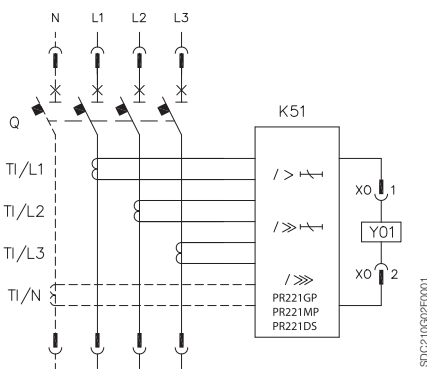 N L1 L2 L3
Q
K51
TI/L1
TI/L2
TI/L3
TI/N
/ >
/ ≫
/ ⋙
PR221GP
PR221MP
PR221DS
X0 1
Y01
X0 2
SDC210G02F0001